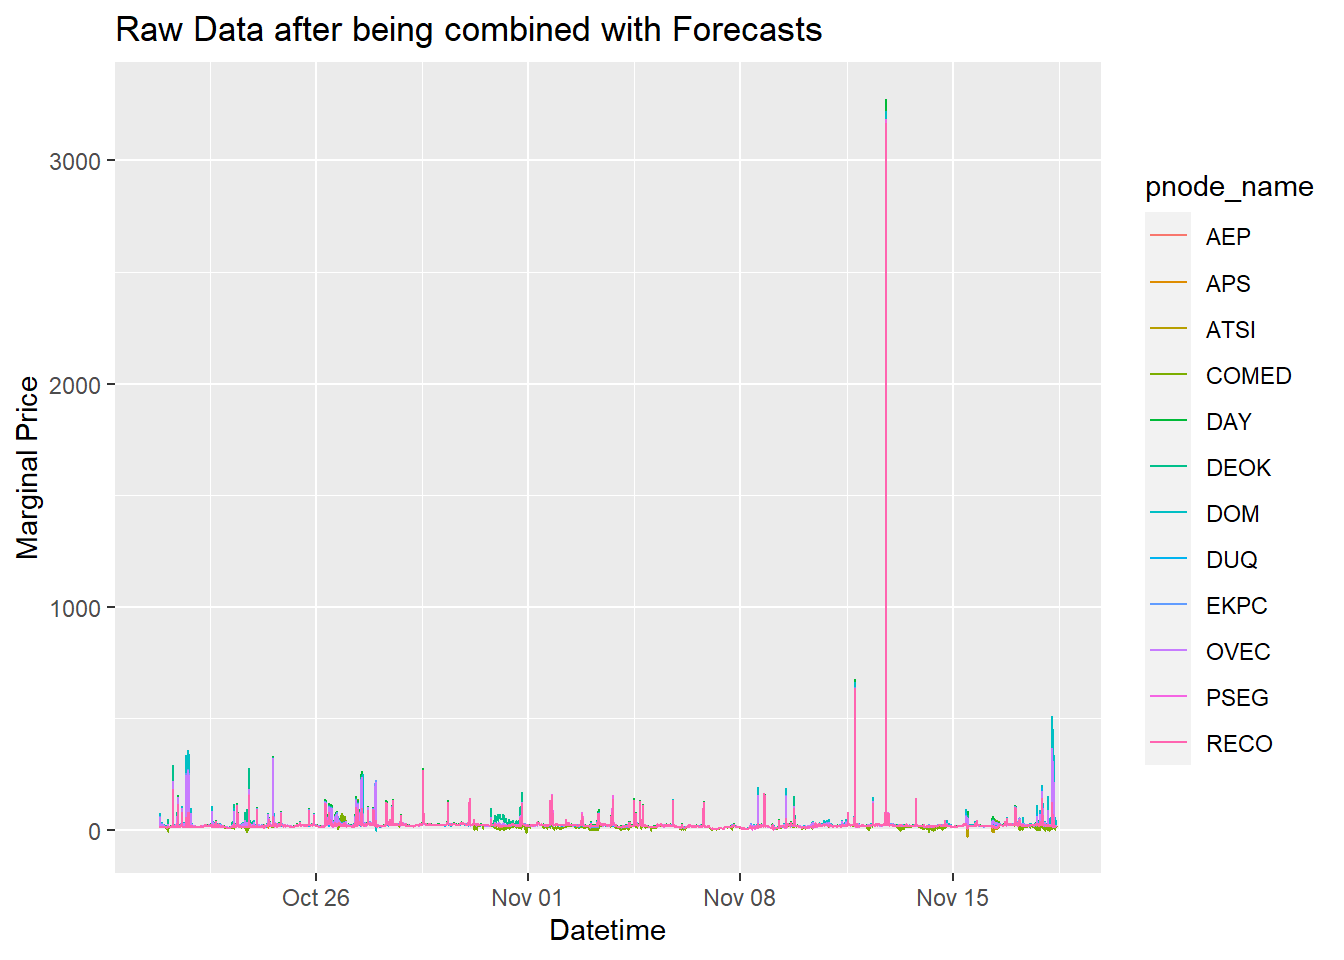 Raw Data after being combined with Forecasts
Marginal Price
3000
2000
1000
0
Oct 26
Nov 01
Nov 08
Nov 15
Datetime
pnode_name
AEP
APS
ATSI
COMED
DAY
DEOK
DOM
DUQ
EKPC
OVEC
PSEG
RECO